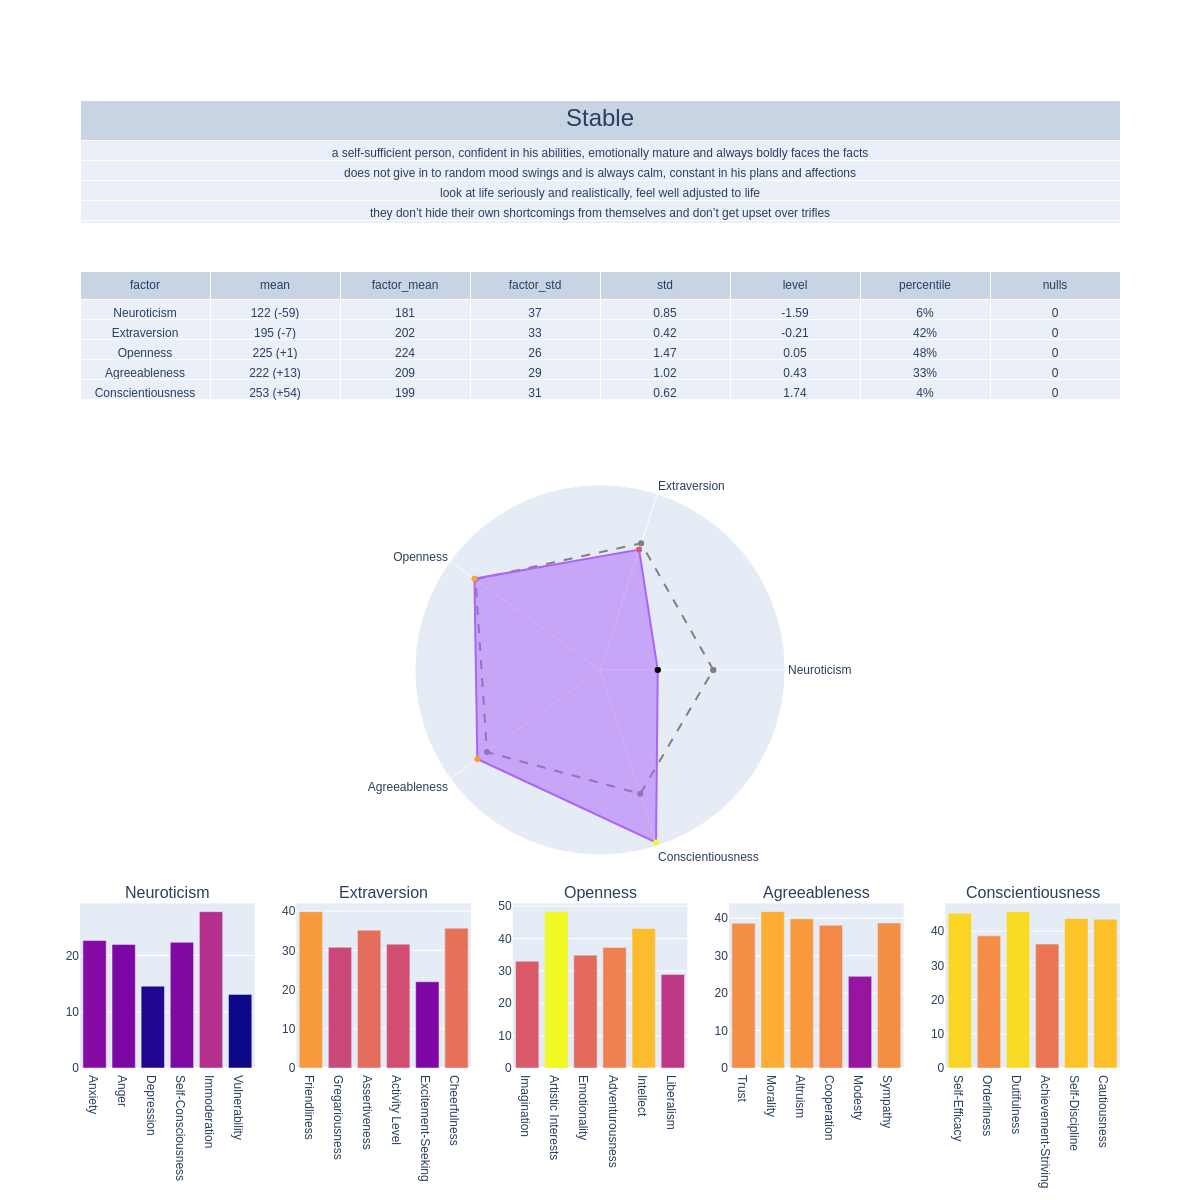 Stable
a self-sufficient person, confident in his abilities, emotionally mature and always boldly faces the facts
does not give in to random mood swings and is always calm, constant in his plans and affections
look at life seriously and realistically, feel well adjusted to life
they don’t hide their own shortcomings from themselves and don’t get upset over trifles
factor mean factor_mean factor_std std level percentile nulls
Neuroticism 122 (-59) 181 37 0.85 -1.59 6% 0
Extraversion 195 (-7) 202 33 0.42 -0.21 42% 0
Openness 225 (+1) 224 26 1.47 0.05 48% 0
Agreeableness 222 (+13) 209 29 1.02 0.43 33% 0
Conscientiousness 253 (+54) 199 31 0.62 1.74 4% 0
Extraversion
Openness
Neuroticism
Agreeableness
Conscientiousness
Neuroticism
20
10
0
Anxiety
Anger
Depression
Self-Consciousness
Immoderation
Vulnerability
Extraversion
40
30
20
10
0
Friendliness
Gregariousness
Assertiveness
Activity Level
Excitement-Seeking
Cheerfulness
Openness
50
40
30
20
10
0
Imagination
Artistic Interests
Emotionality
Adventurousness
Intellect
Liberalism
Agreeableness
40
30
20
10
0
Trust
Morality
Altruism
Cooperation
Modesty
Sympathy
Conscientiousness
40
30
20
10
0
Self-Efficacy
Orderliness
Dutifulness
Achievement-Striving
Self-Discipline
Cautiousness